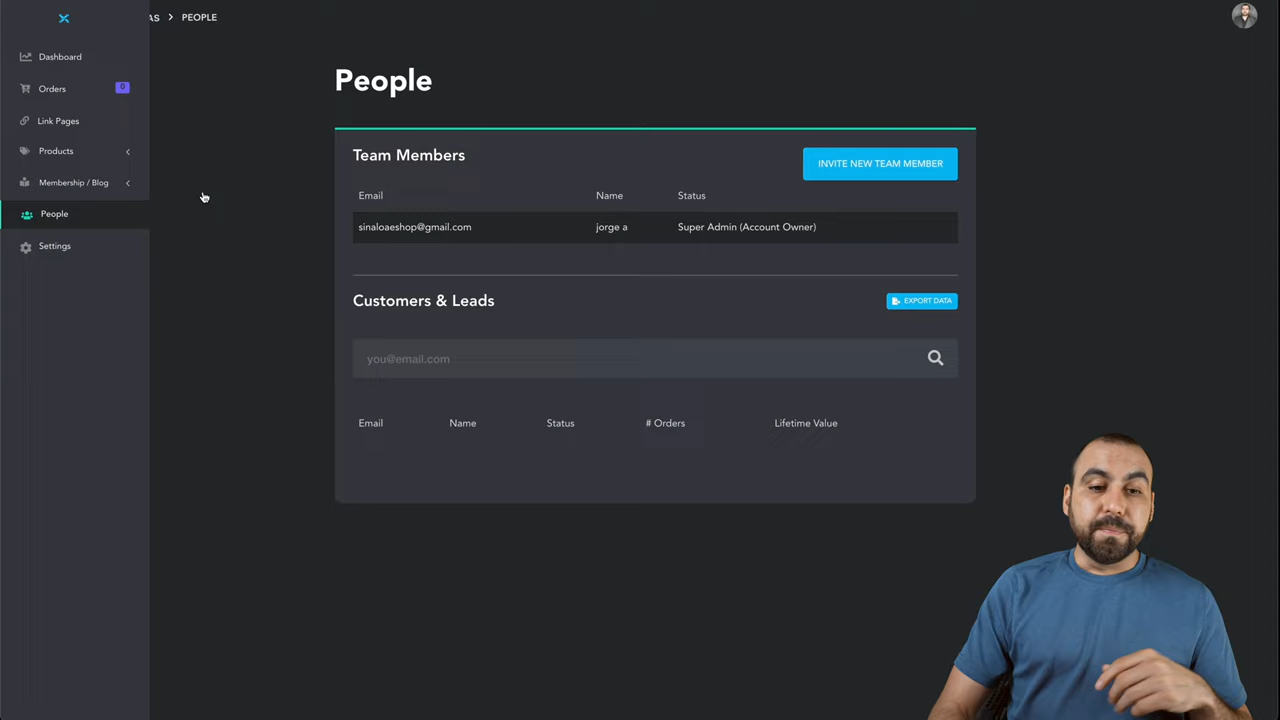 AS > PEOPLE
Dashboard
Orders 0
Link Pages
Products
Membership / Blog
People
Settings
People
Team Members
INVITE NEW TEAM MEMBER
Email Name Status
sinaloaeshop@gmail.com jorge a Super Admin (Account Owner)
Customers & Leads
EXPORT DATA
you@email.com
Email Name Status # Orders Lifetime Value